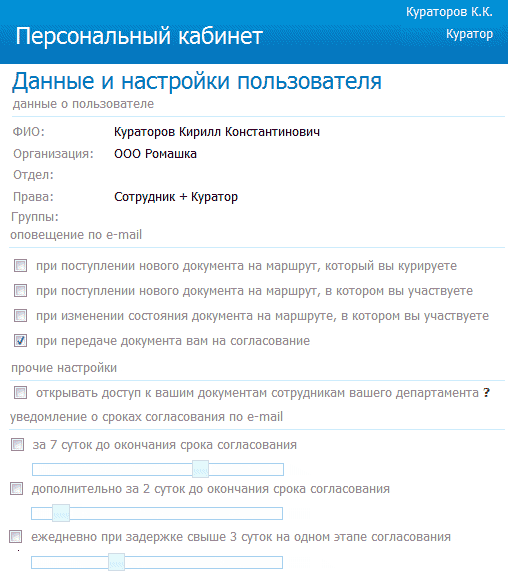 Кураторов К.К.
Персональный кабинет
Куратор
Данные и настройки пользователя
данные о пользователе
ФИО: Кураторов Кирилл Константинович
Организация: ООО Ромашка
Отдел:
Права: Сотрудник + Куратор
Группы:
оповещение по e-mail
при поступлении нового документа на маршрут, который вы курируете
при поступлении нового документа на маршрут, в котором вы участвуете
при изменении состояния документа на маршруте, в котором вы участвуете
при передаче документа вам на согласование
прочие настройки
открывать доступ к вашим документам сотрудникам вашего департамента ?
уведомление о сроках согласования по e-mail
за 7 суток до окончания срока согласования
дополнительно за 2 суток до окончания срока согласования
ежедневно при задержке свыше 3 суток на одном этапе согласования